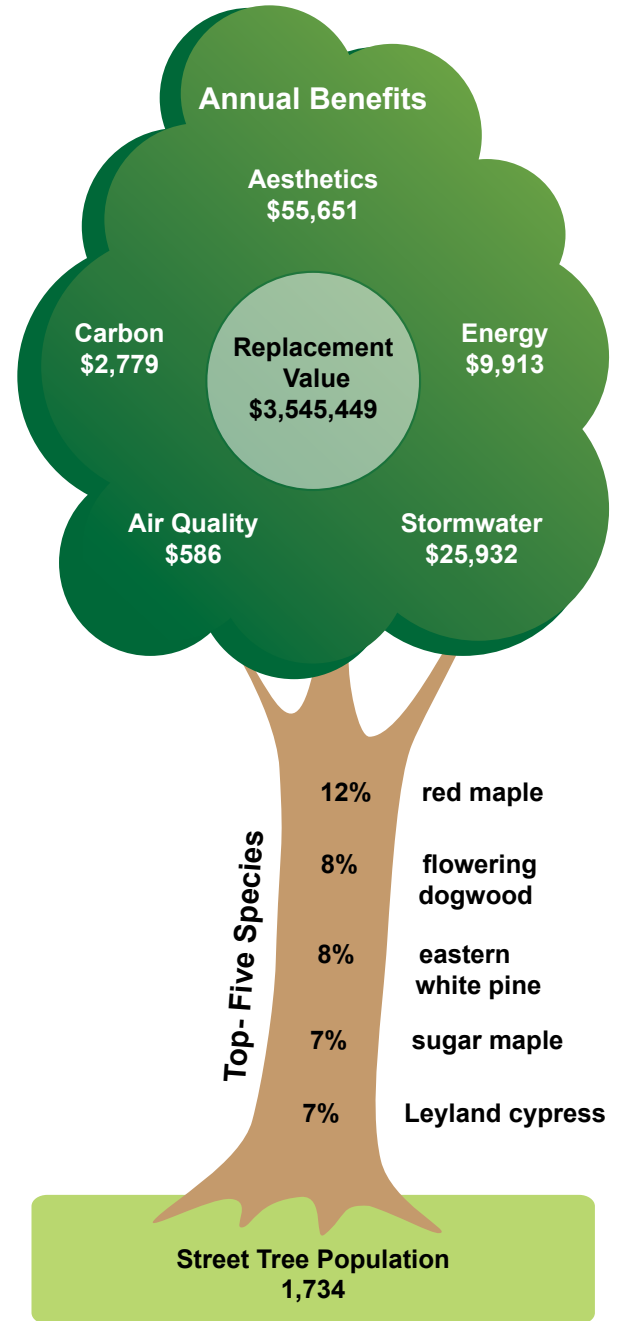 Annual Benefits
Aesthetics
$55,651
Carbon
$2,779
Replacement
Value
$3,545,449
Energy
$9,913
Air Quality
$586
Stormwater
$25,932
Top- Five Species
12% red maple
8% flowering
dogwood
8% eastern
white pine
7% sugar maple
7% Leyland cypress
Street Tree Population
1,734